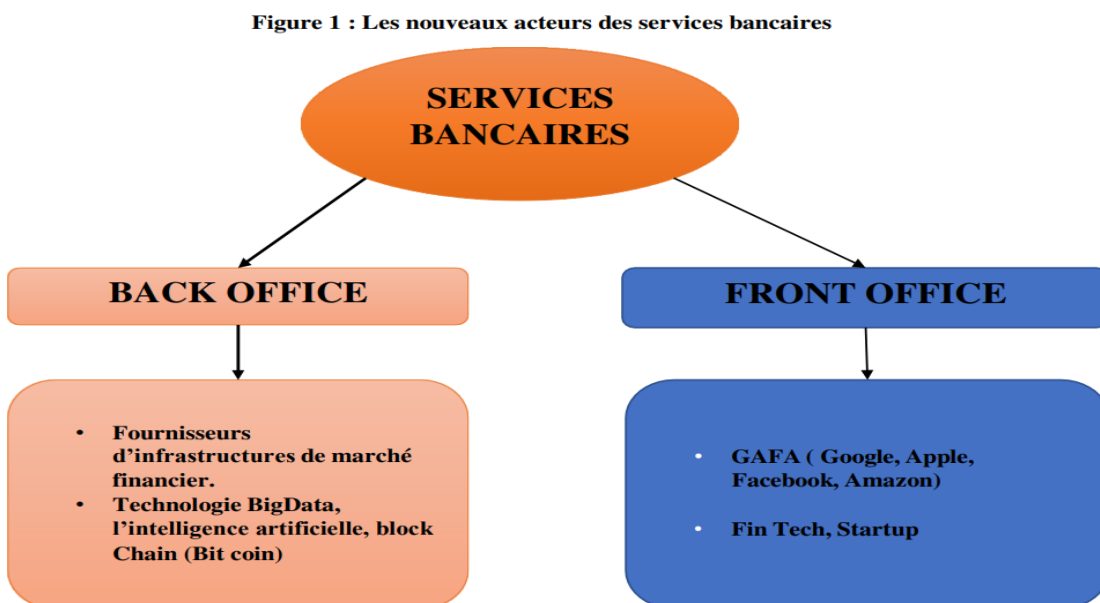 Figure 1 : Les nouveaux acteurs des services bancaires
SERVICES
BANCAIRES
BACK OFFICE
FRONT OFFICE
• Fournisseurs
d’infrastructures de marché
financier.
• Technologie BigData,
l’intelligence artificielle, block
Chain (Bit coin)
• GAFA ( Google, Apple,
Facebook, Amazon)
• Fin Tech, Startup